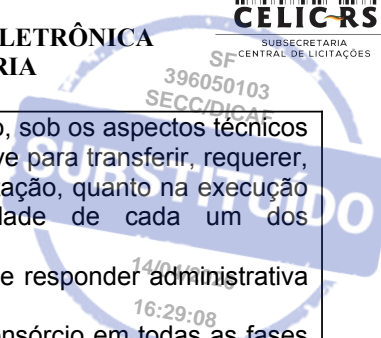 CELIC-RS
SUBSECRETARIA
CENTRAL DE LICITAÇÕES
LETRÔNICA
RIA
SF
396050103
SECC/DICAF
o, sob os aspectos técnicos
ve para transferir, requerer,
tação, quanto na execução
dade de cada um dos
SUBSTITUÍDO
e responder administrativa
16:29:08
onsórcio em todas as fases